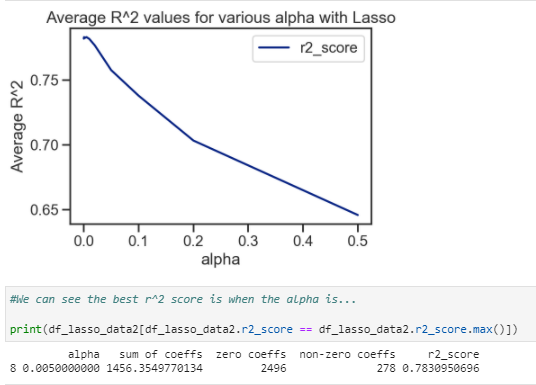 Average R^2 values for various alpha with Lasso
r2_score
0.75
0.70
0.65
Average R^2
0.0 0.1 0.2 0.3 0.4 0.5
alpha
#We can see the best r^2 score is when the alpha is...
print(df_lasso_data2[df_lasso_data2.r2_score == df_lasso_data2.r2_score.max()])
alpha sum of coeffs zero coeffs non-zero coeffs r2_score
8 0.0050000000 1456.3549770134 2496 278 0.7830950696